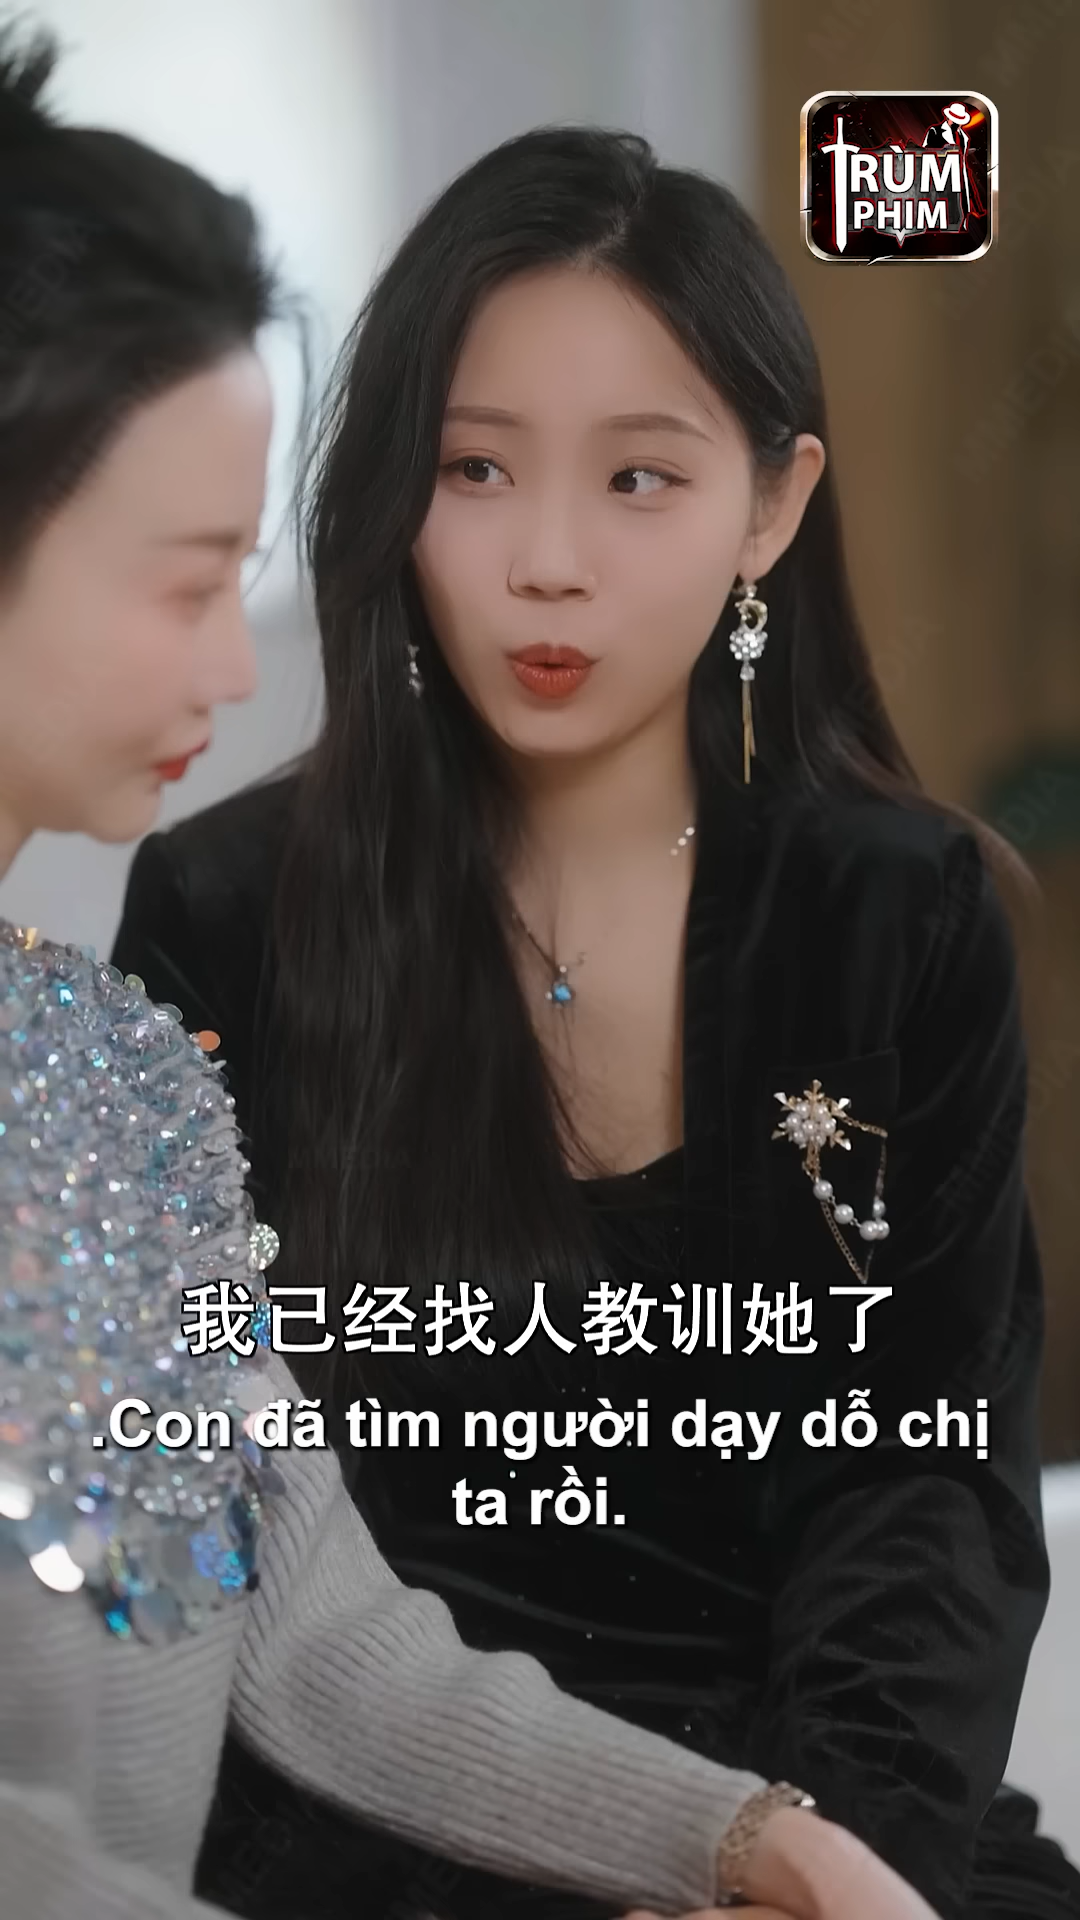 TRÙM
PHIM
我已经找人教训她了
.Con đã tìm người dạy dỗ chị
ta rồi.
MMEDIA